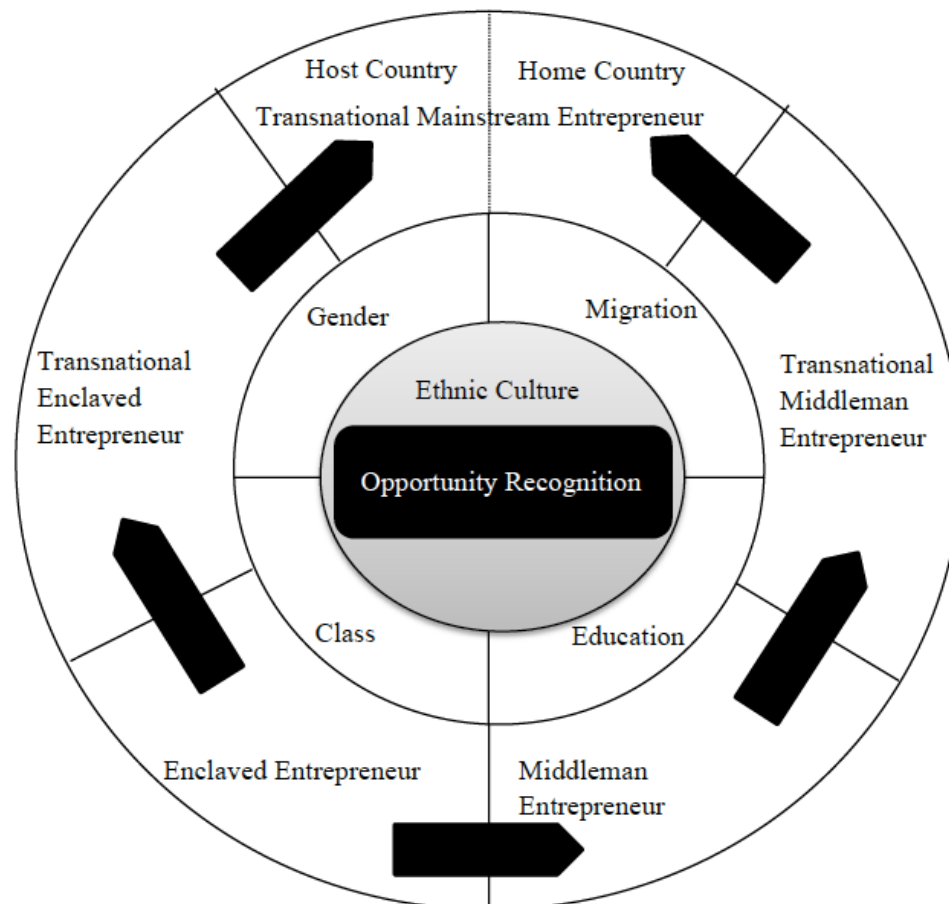 Host Country
Home Country
Transnational Mainstream Entrepreneur
Gender
Migration
Transnational
Enclaved
Entrepreneur
Ethnic Culture
Transnational
Middleman
Entrepreneur
Opportunity Recognition
Class
Education
Enclaved Entrepreneur
Middleman
Entrepreneur